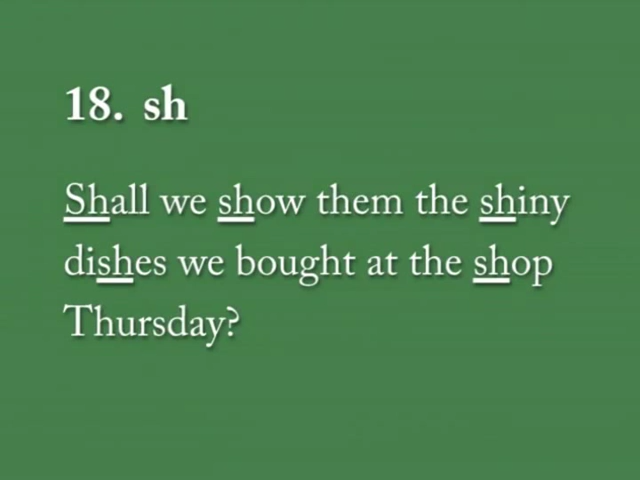 18. sh
Shall we show them the shiny
dishes we bought at the shop
Thursday?